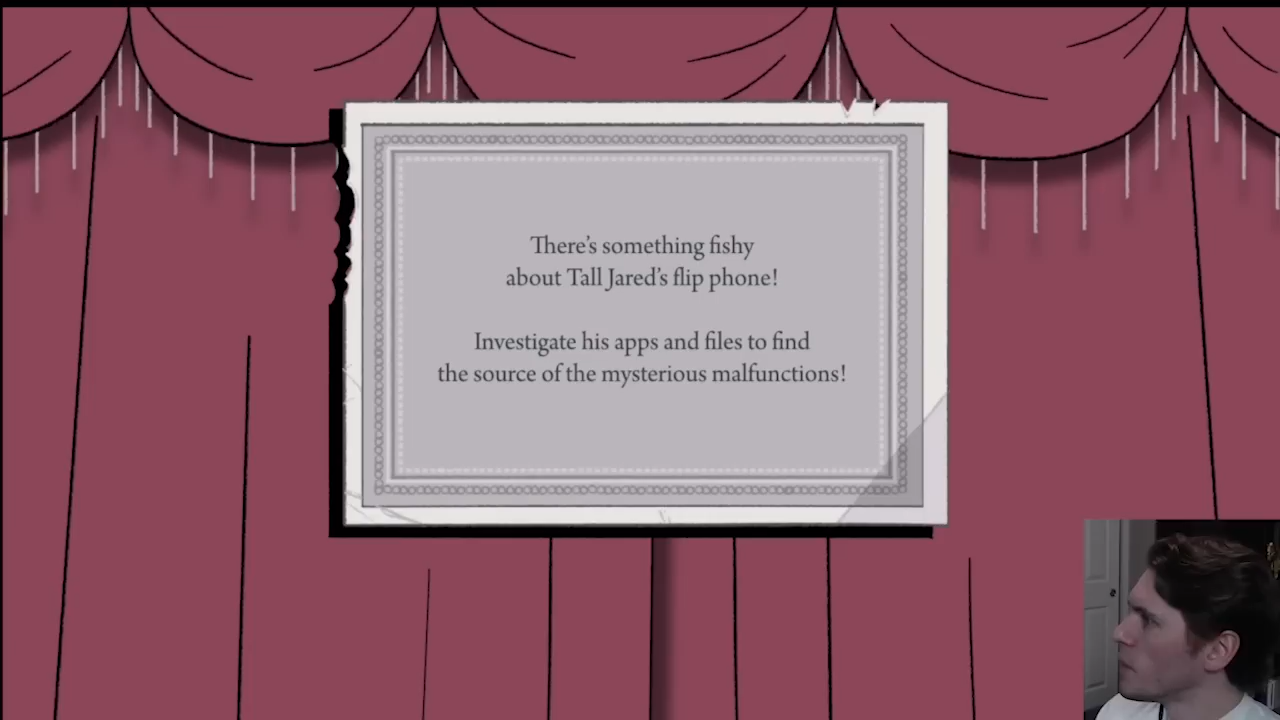 There's something fishy
about Tall Jared's flip phone!
Investigate his apps and files to find
the source of the mysterious malfunctions!